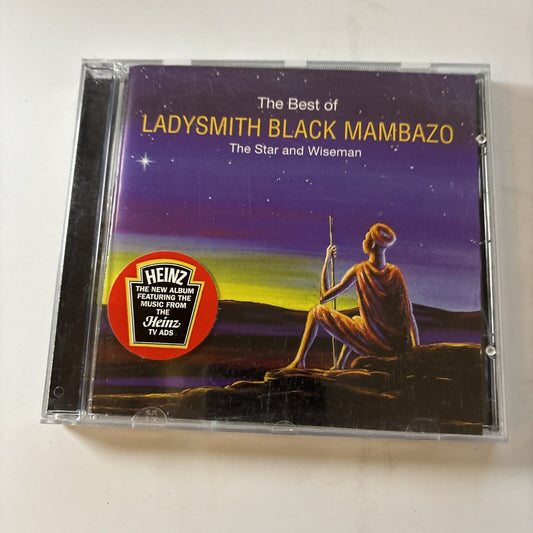 The Best of
LADYSMITH BLACK MAMBAZO
The Star and Wiseman
HEINZ
THE NEW ALBUM
FEATURING THE
MUSIC FROM
THE
Heinz
TV ADS